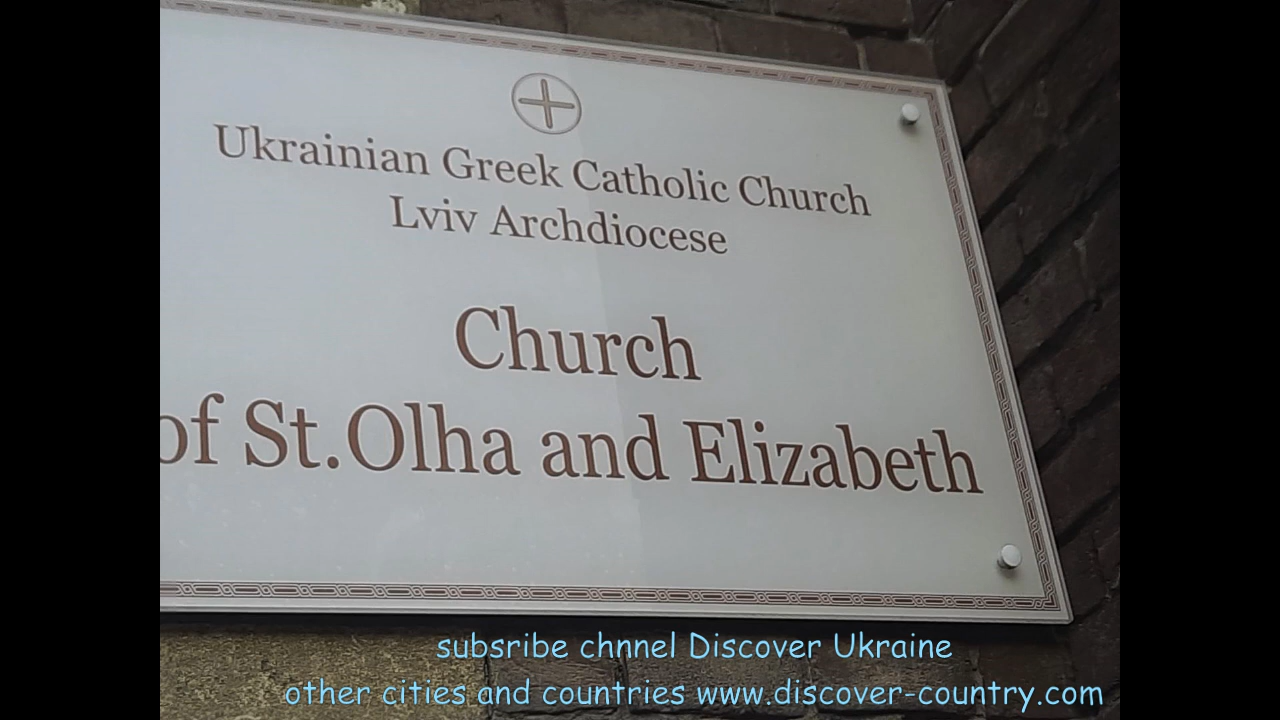 Ukrainian Greek Catholic Church
Lviv Archdiocese
Church
of St.Olha and Elizabeth
subsribe chnnel Discover Ukraine
other cities and countries www.discover-country.com